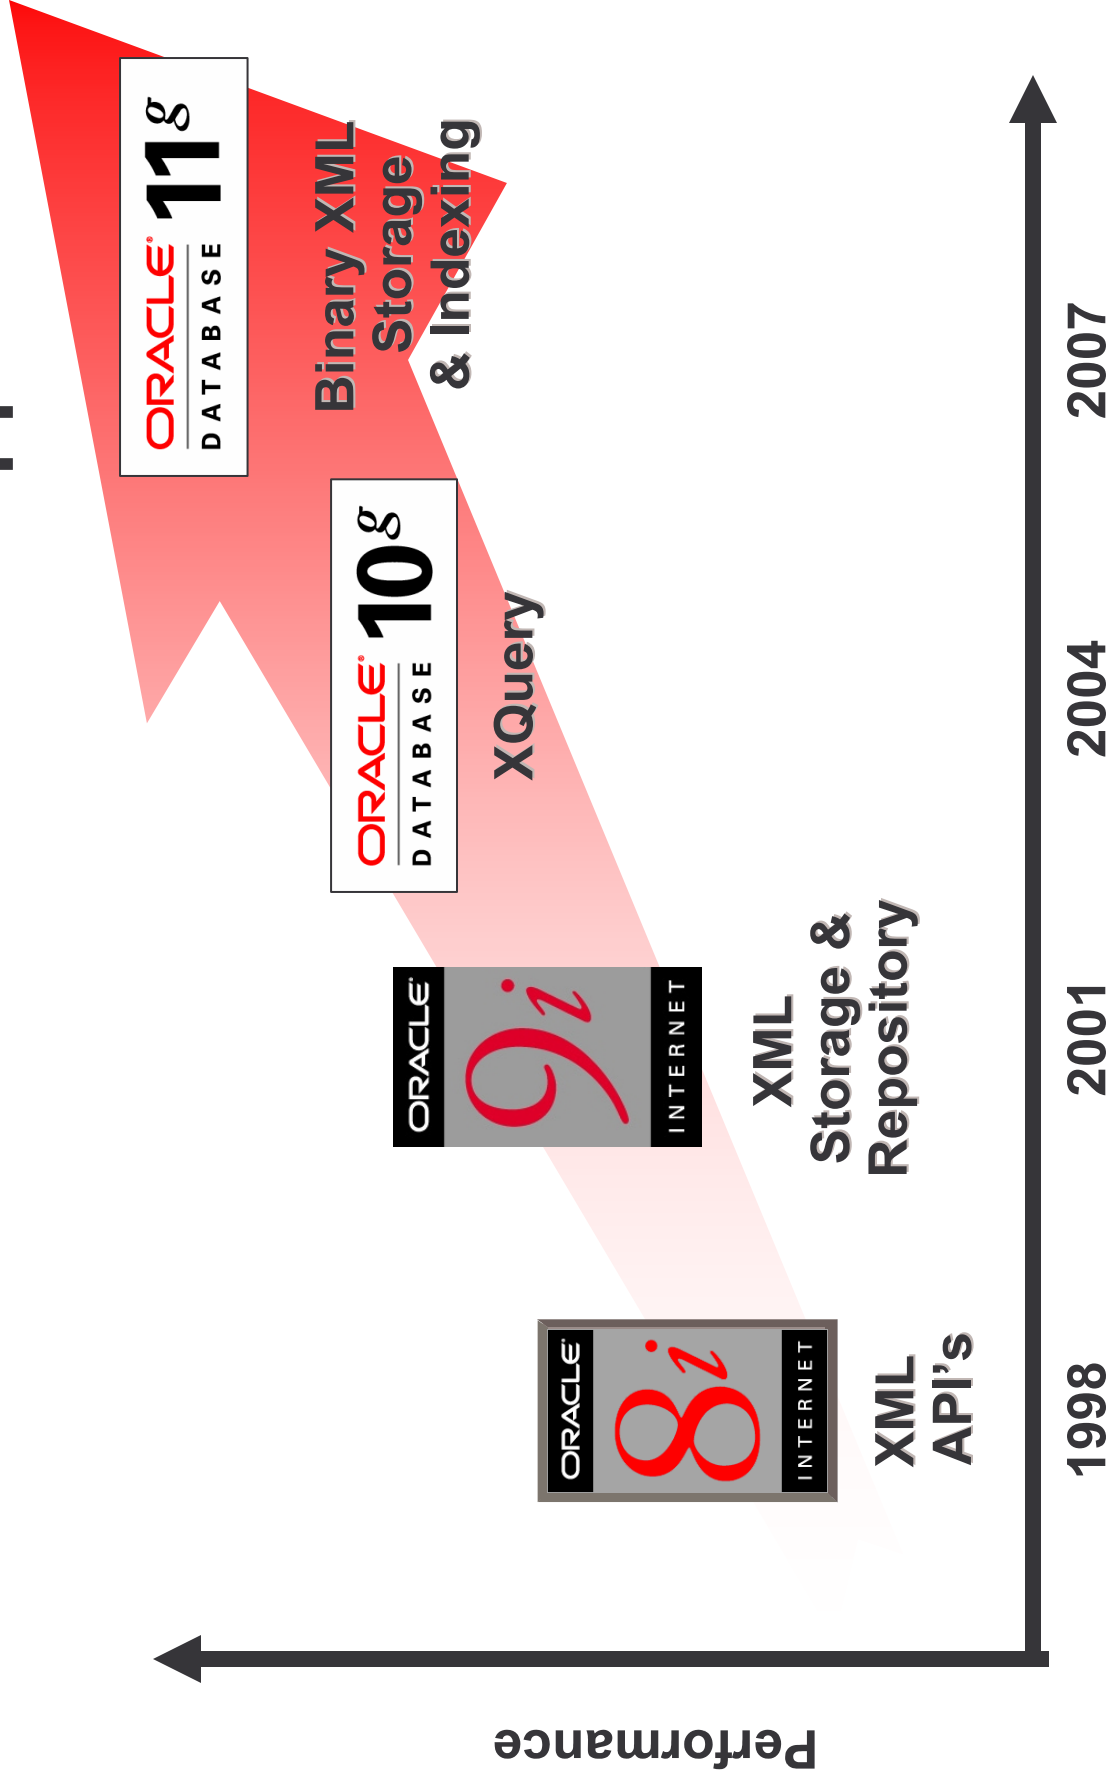 ORACLE®
DATABASE
11g
Binary XML
Storage
& Indexing
ORACLE®
DATABASE
10g
XQuery
ORACLE®
9i
INTERNET
XML
Storage &
Repository
ORACLE®
8i
INTERNET
XML
API's
1998
2001
2004
2007
Performance